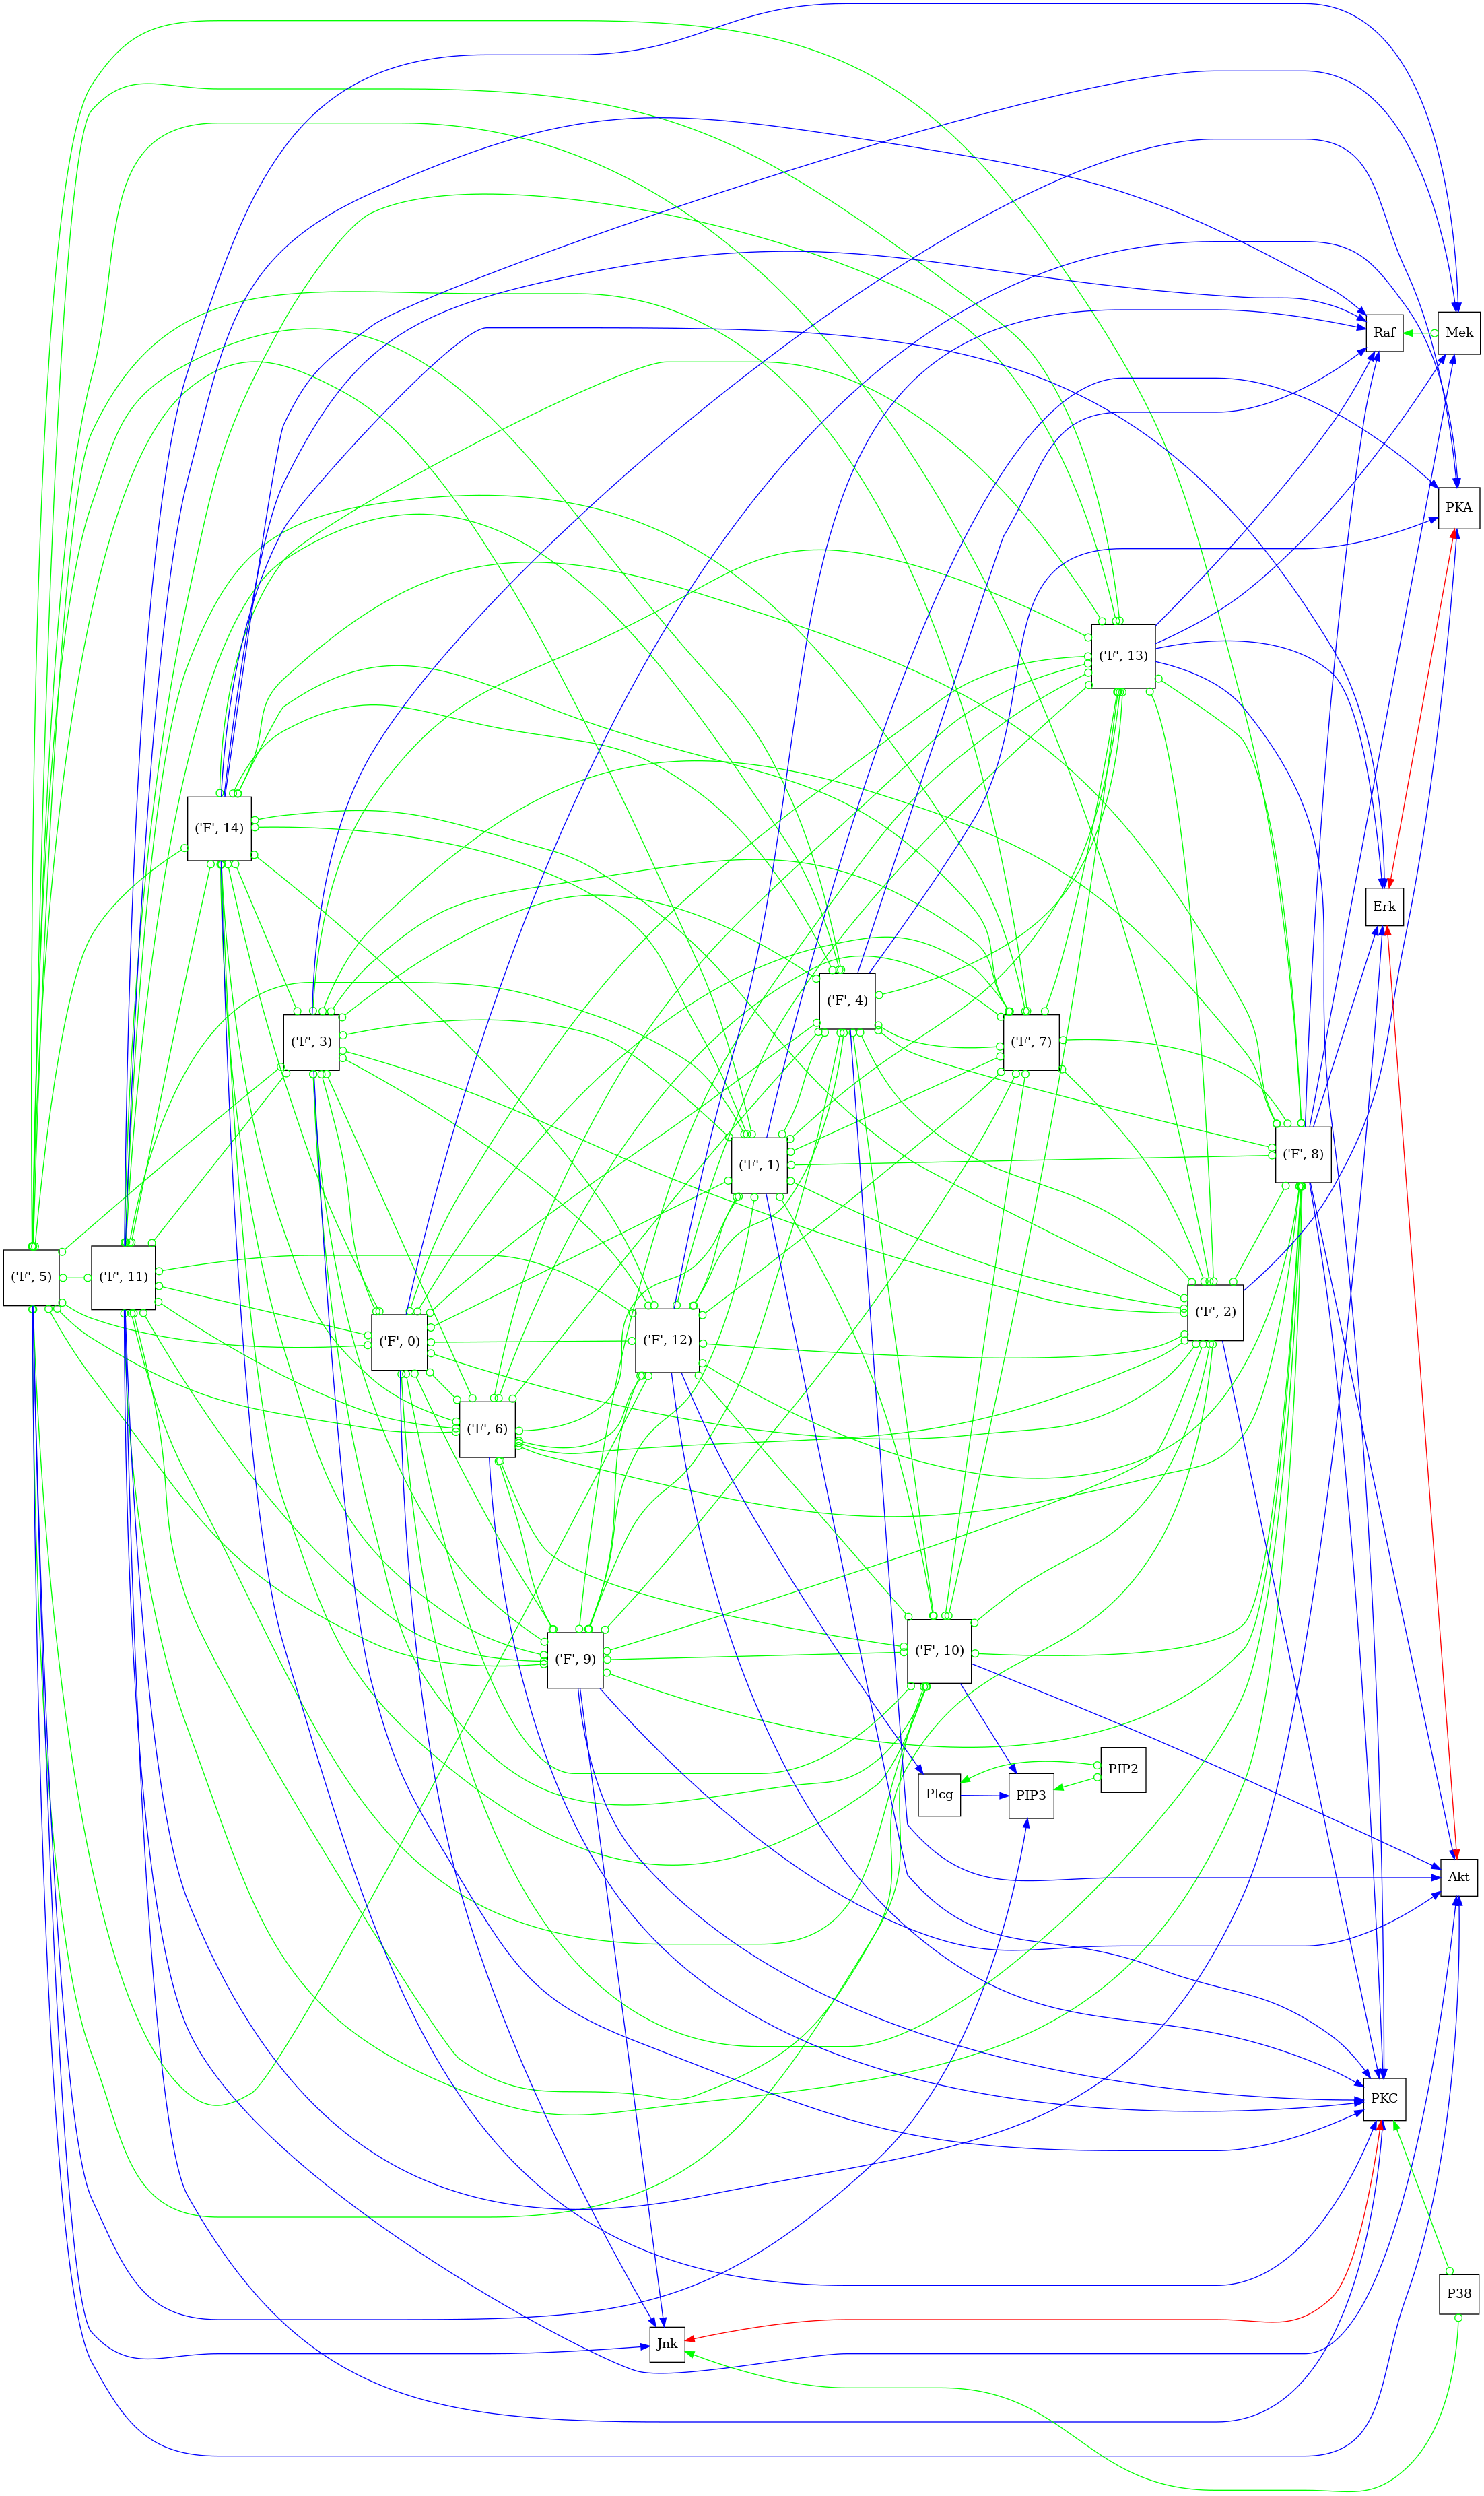 Raf
Mek
PKA
('F', 13)
('F', 14)
Erk
('F', 4)
('F', 3)
('F', 7)
('F', 1)
('F', 8)
('F', 5)
('F', 11)
('F', 2)
('F', 0)
('F', 12)
('F', 6)
('F', 9)
('F', 10)
PIP2
Plcg
PIP3
Akt
PKC
P38
Jnk